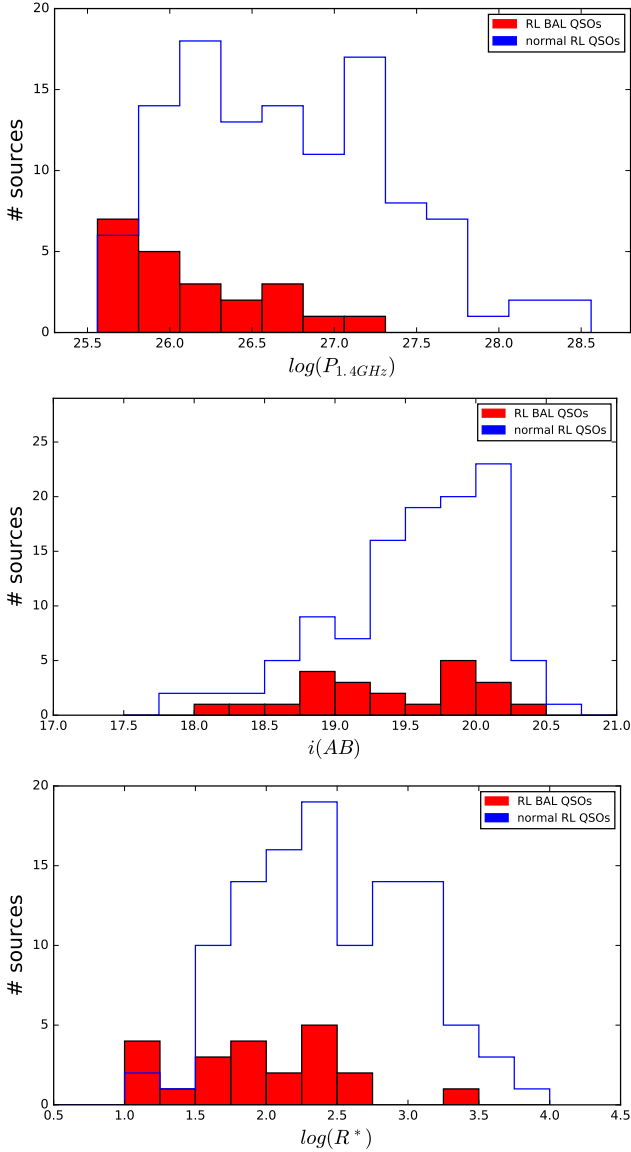 20
15
10
5
0
# sources
RL BAL QSOs
normal RL QSOs
25.5 26.0 26.5 27.0 27.5 28.0 28.5
log(P1.4GHz)
25
20
15
10
5
0
# sources
RL BAL QSOs
normal RL QSOs
17.0 17.5 18.0 18.5 19.0 19.5 20.0 20.5 21.0
i(AB)
20
15
10
5
0
# sources
RL BAL QSOs
normal RL QSOs
0.5 1.0 1.5 2.0 2.5 3.0 3.5 4.0 4.5
log(R*)